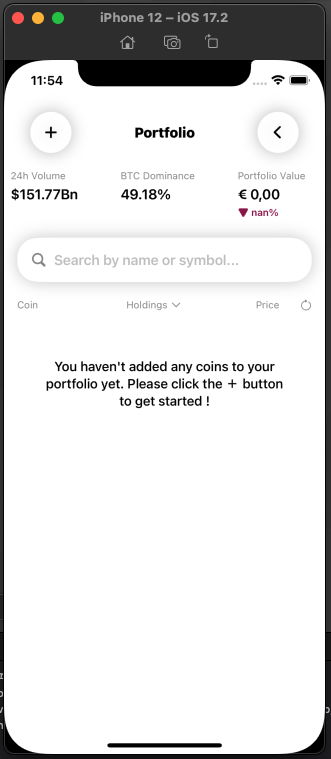 iPhone 12 – iOS 17.2
11:54
Portfolio
24h Volume BTC Dominance Portfolio Value
$151.77Bn 49.18% € 0,00
nan%
Search by name or symbol...
Coin Holdings Price
You haven't added any coins to your
portfolio yet. Please click the + button
to get started !